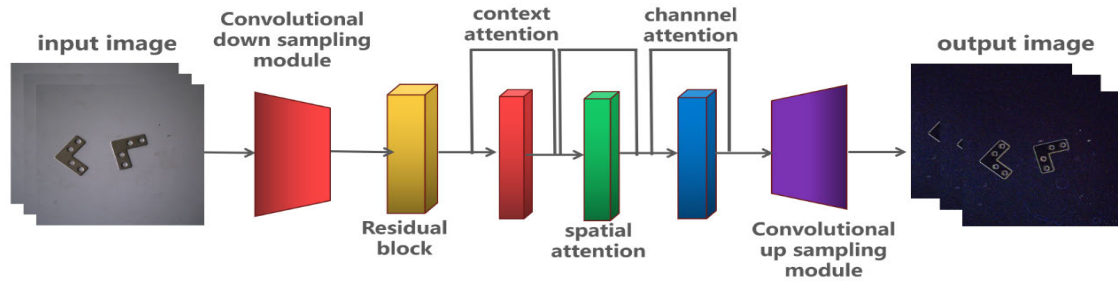 input image
Convolutional
down sampling
module
Residual
block
context
attention
spatial
attention
channnel
attention
Convolutional
up sampling
module
output image